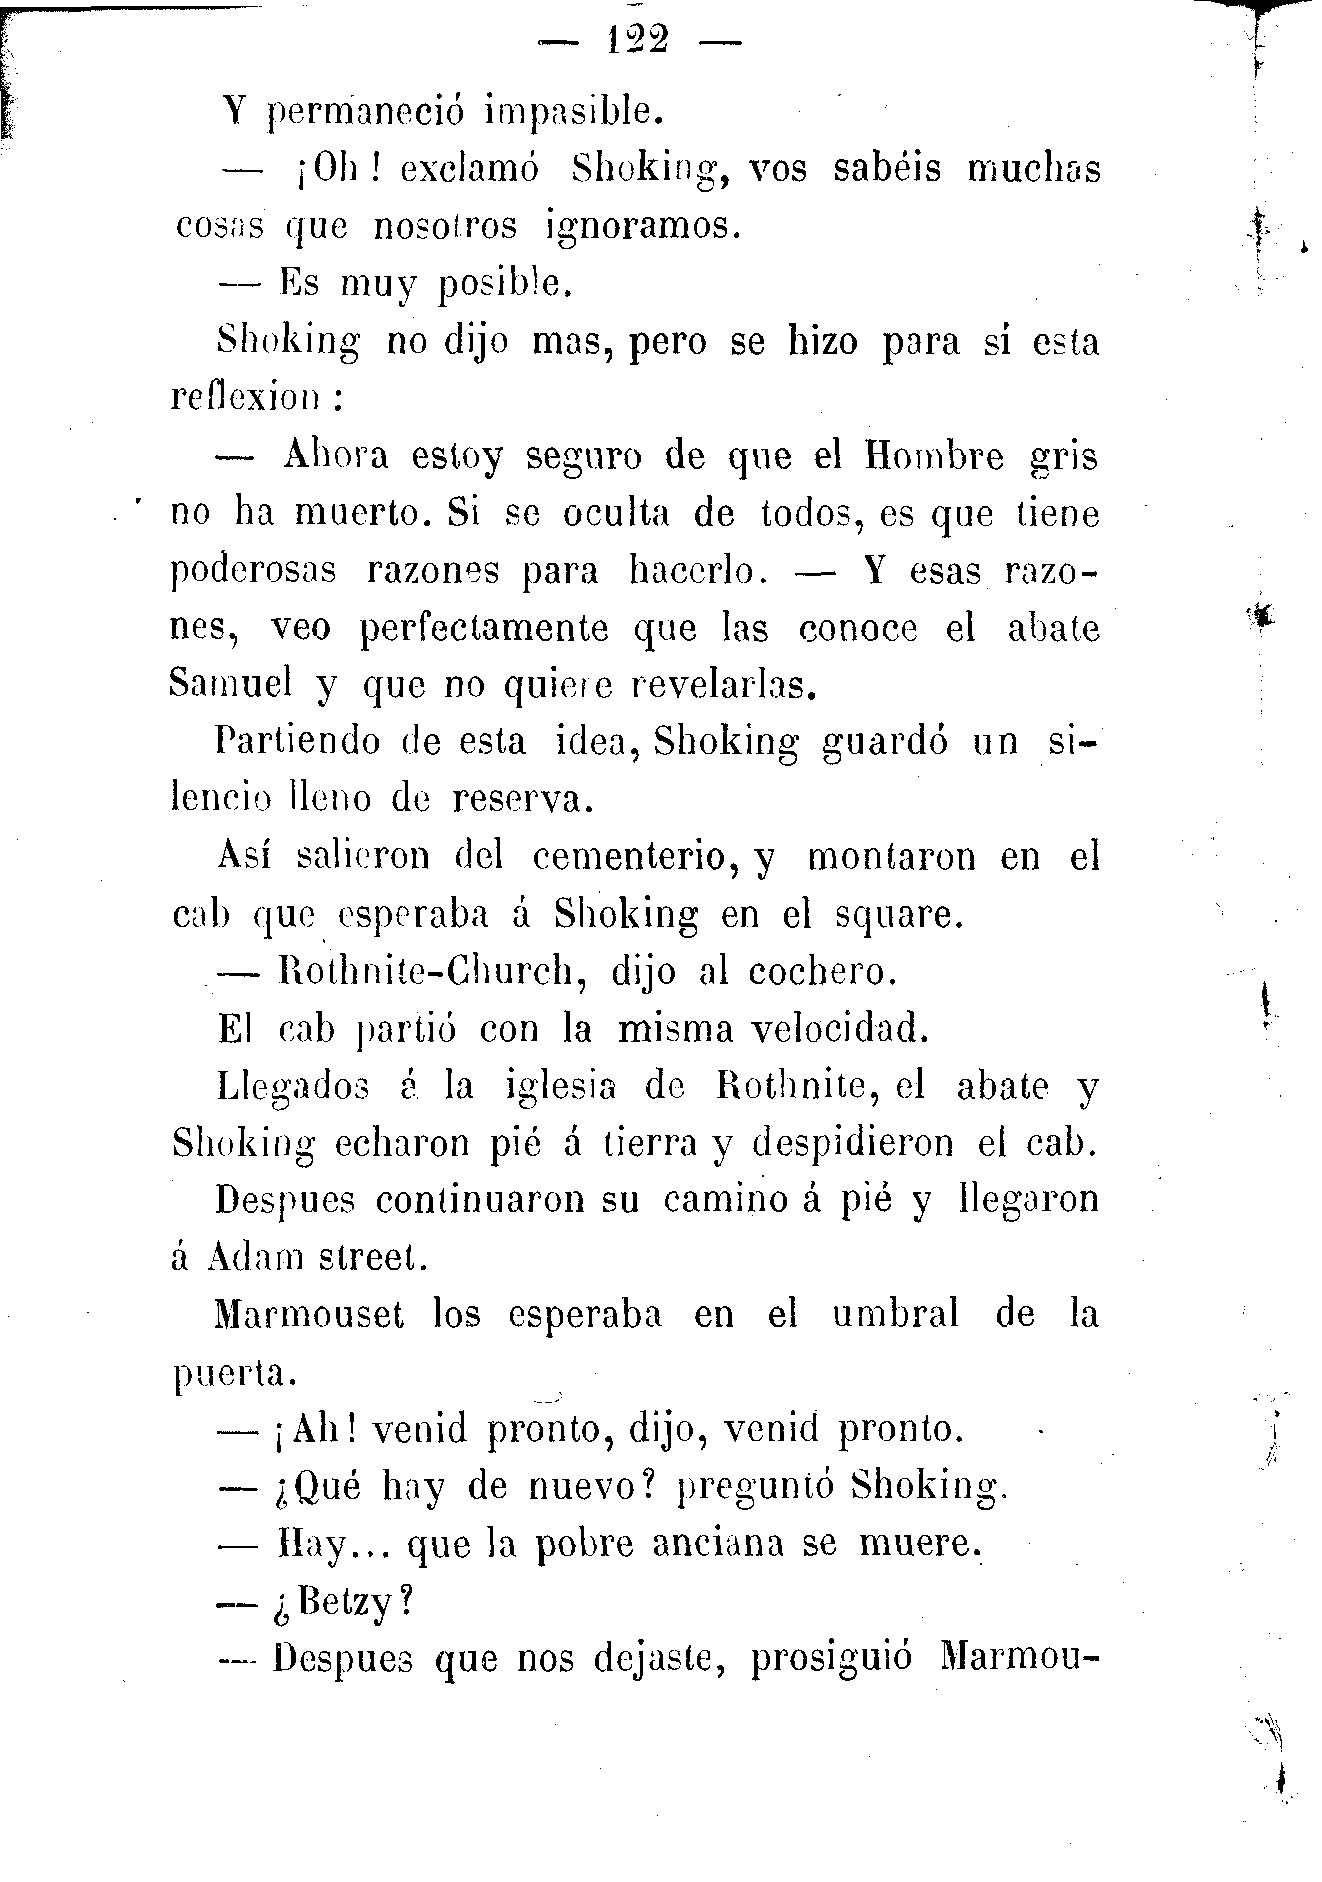 — 122 —
Y permaneció impasible.
— ¡Oh! exclamó Shoking, vos sabéis muchas
cosas que nosotros ignoramos.
— Es muy posible.
Shoking no dijo mas, pero se hizo para sí esta
reflexion :
— Ahora estoy seguro de que el Hombre gris
no ha muerto. Si se oculta de todos, es que tiene
poderosas razones para hacerlo. — Y esas razo-
nes, veo perfectamente que las conoce el abate
Samuel y que no quiere revelarlas.
Partiendo de esta idea, Shoking guardó un si-
lencio lleno de reserva.
Así salieron del cementerio, y montaron en el
cab que esperaba á Shoking en el square.
— Rothnite-Church, dijo al cochero.
El cab partió con la misma velocidad.
Llegados á la iglesia de Rothnite, el abate y
Shoking echaron pié á tierra y despidieron el cab.
Despues continuaron su camino á pié y llegaron
á Adam street.
Marmouset los esperaba en el umbral de la
puerta.
— ¡Ah! venid pronto, dijo, venid pronto.
— ¿Qué hay de nuevo? preguntó Shoking.
— Hay... que la pobre anciana se muere.
— ¿Betzy?
— Despues que nos dejaste, prosiguió Marmou-